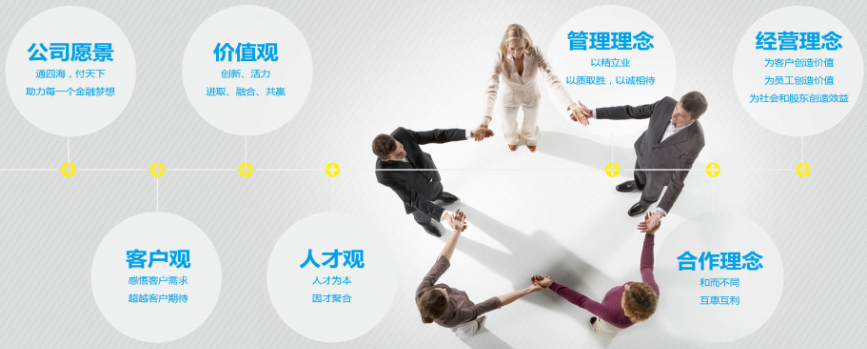 公司愿景
通四海，付天下
助力每一个金融梦想
价值观
创新、活力
进取、融合、共赢
管理理念
以精立业
以质取胜，以诚相待
经营理念
为客户创造价值
为员工创造价值
为社会和股东创造效益
客户观
感悟客户需求
超越客户期待
人才观
人才为本
因才聚合
合作理念
和而不同
互惠互利